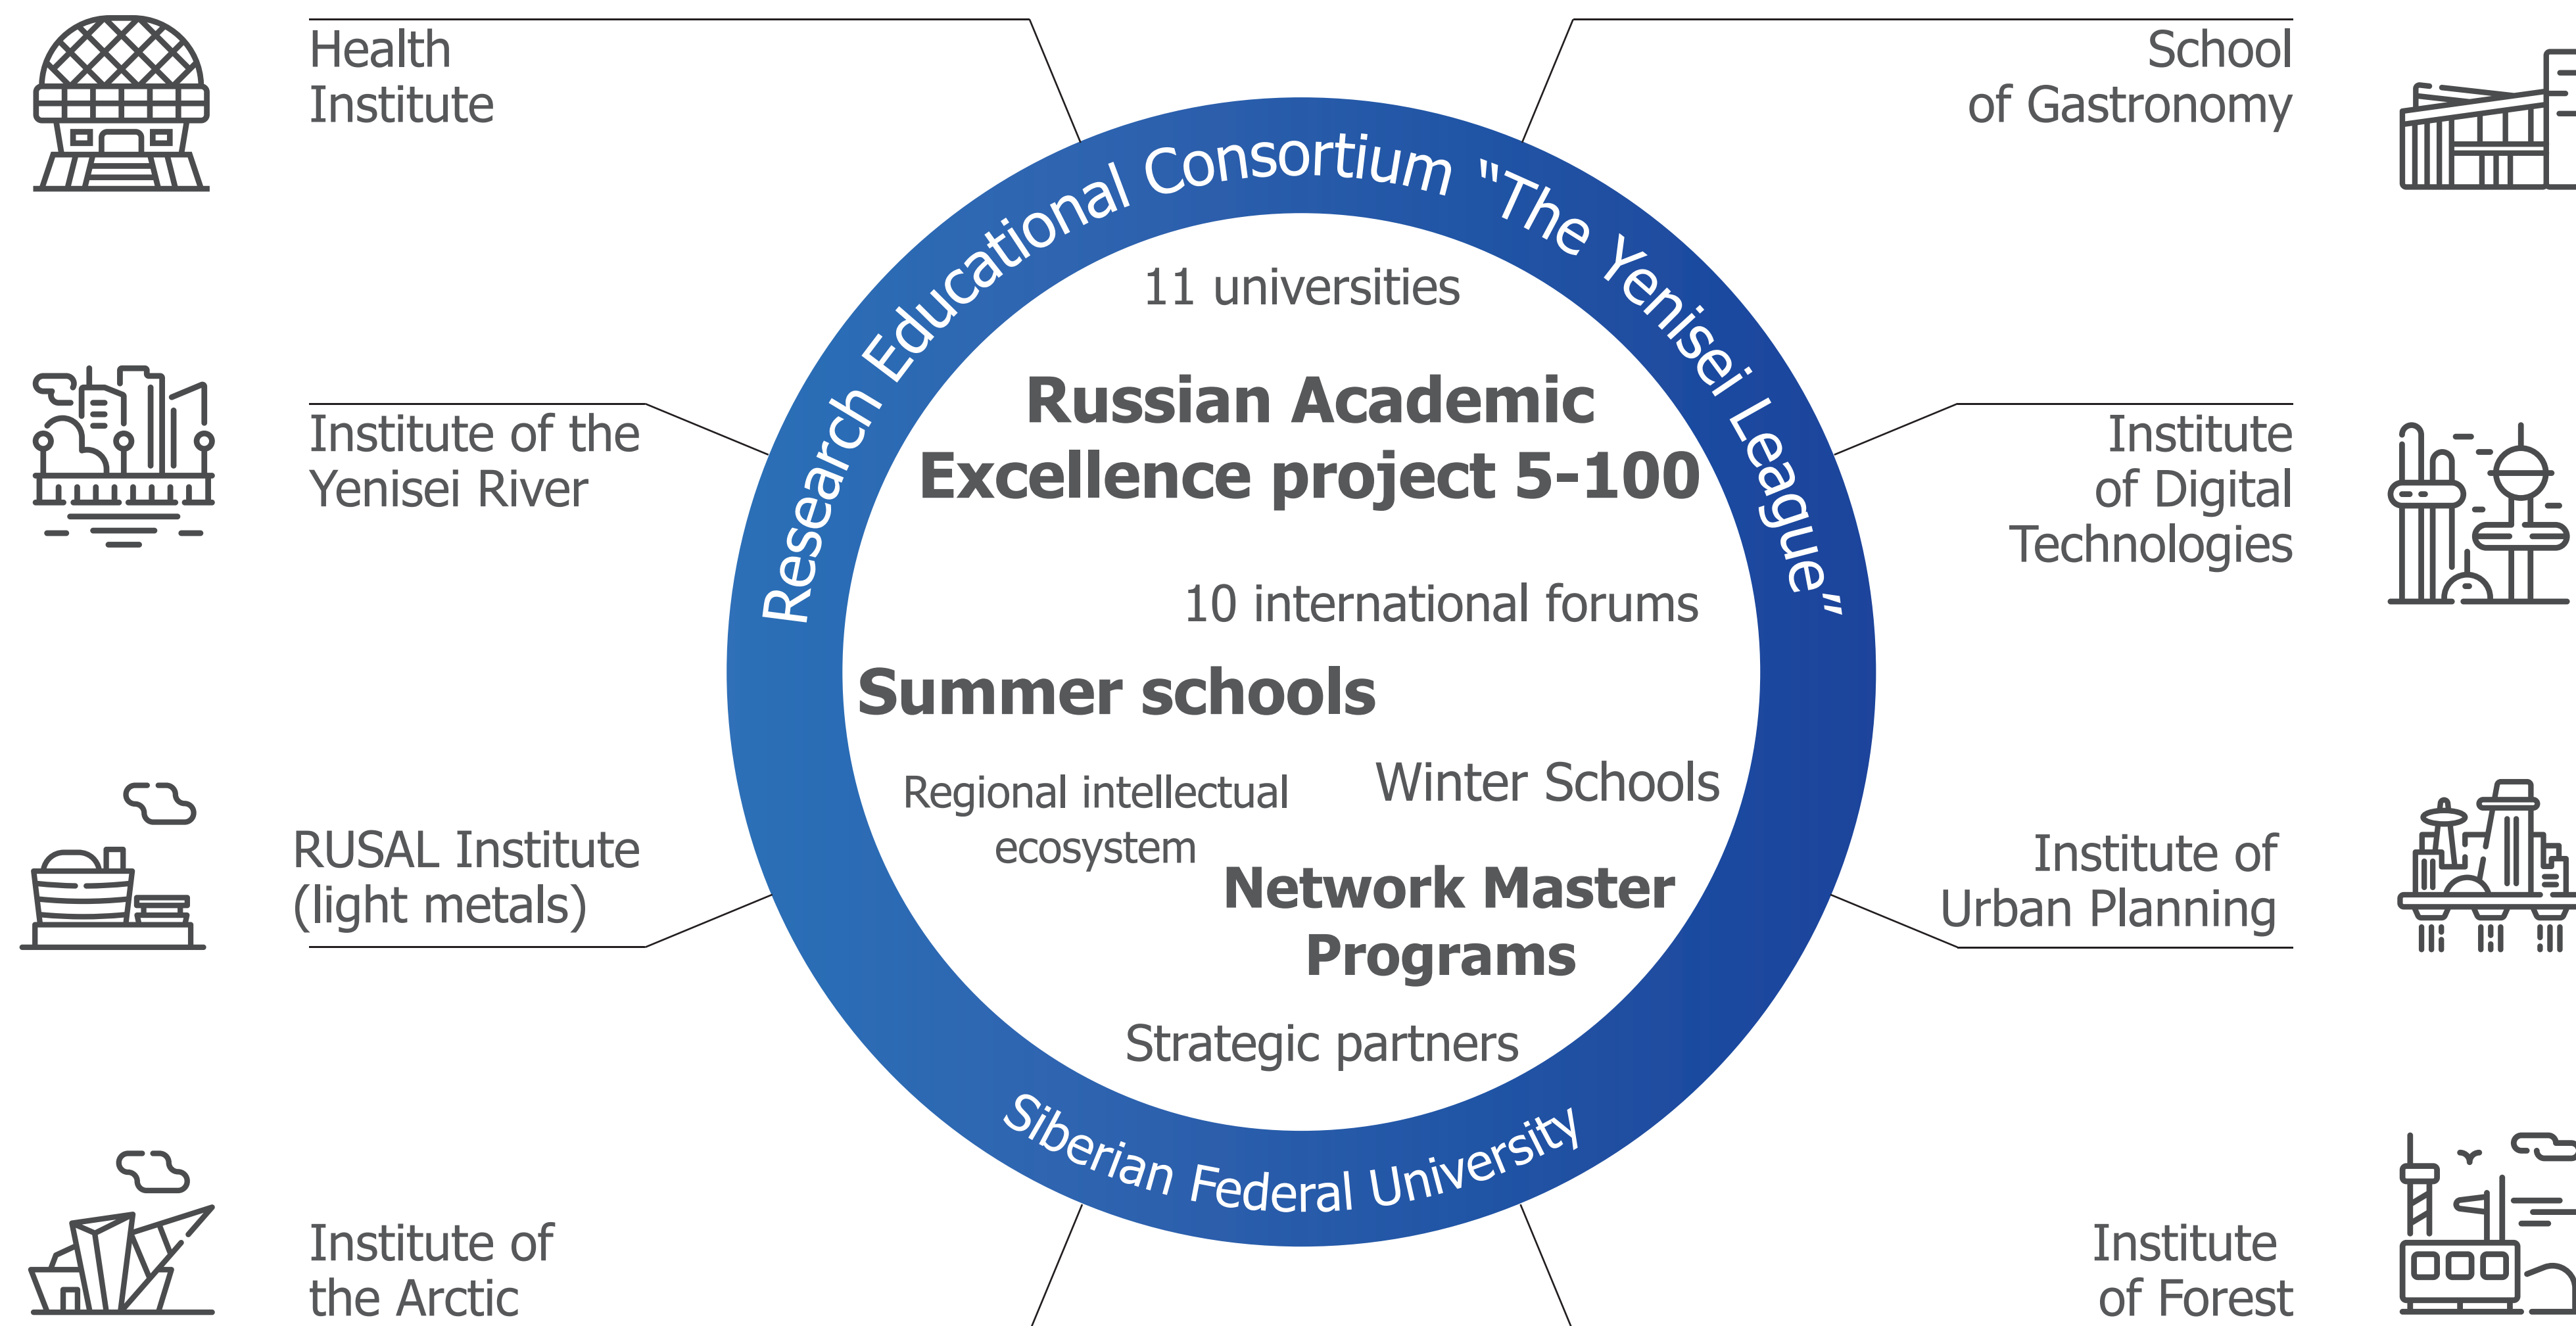 Health
Institute
School
of Gastronomy
Research Educational Consortium "The Yenisei League"
11 universities
Russian Academic
Excellence project 5-100
Institute of the
Yenisei River
Institute
of Digital
Technologies
10 international forums
Summer schools
Winter Schools
Regional intellectual
ecosystem
Network Master
Programs
RUSAL Institute
(light metals)
Institute of
Urban Planning
Strategic partners
Siberian Federal University
Institute of
the Arctic
Institute
of Forest